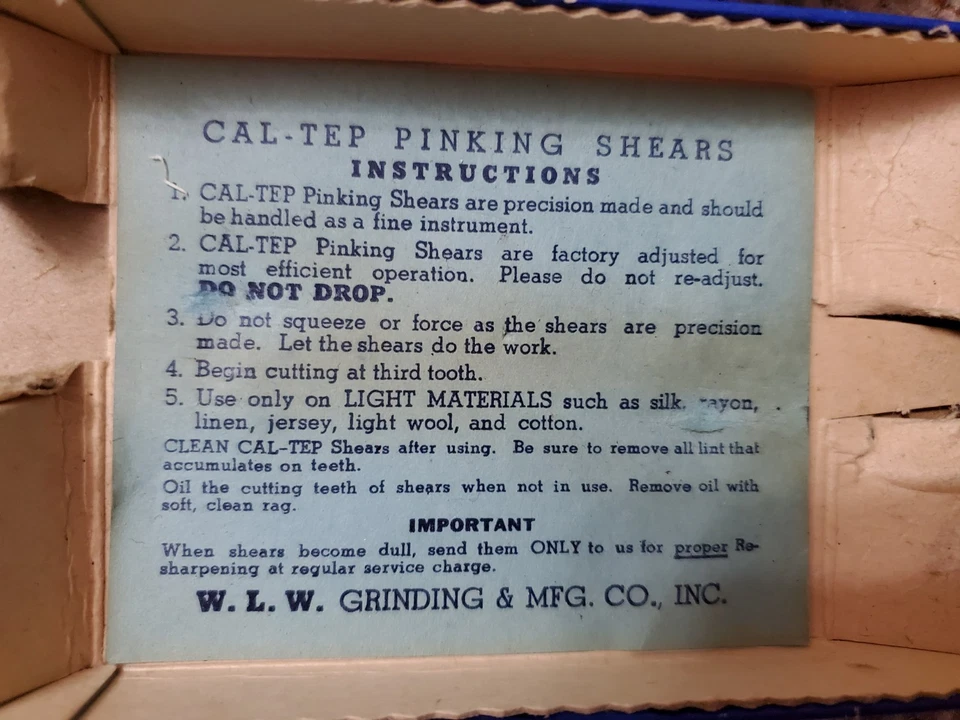 CAL-TEP PINKING SHEARS
INSTRUCTIONS
1. CAL-TEP Pinking Shears are precision made and should
be handled as a fine instrument.
2. CAL-TEP Pinking Shears are factory adjusted for
most efficient operation. Please do not re-adjust.
DO NOT DROP.
3. Do not squeeze or force as the shears are precision
made. Let the shears do the work.
4. Begin cutting at third tooth.
5. Use only on LIGHT MATERIALS such as silk, rayon,
linen, jersey, light wool, and cotton.
CLEAN CAL-TEP Shears after using. Be sure to remove all lint that
accumulates on teeth.
Oil the cutting teeth of shears when not in use. Remove oil with
soft, clean rag.
IMPORTANT
When shears become dull, send them ONLY to us for proper Re-
sharpening at regular service charge.
W. L. W. GRINDING & MFG. CO., INC.